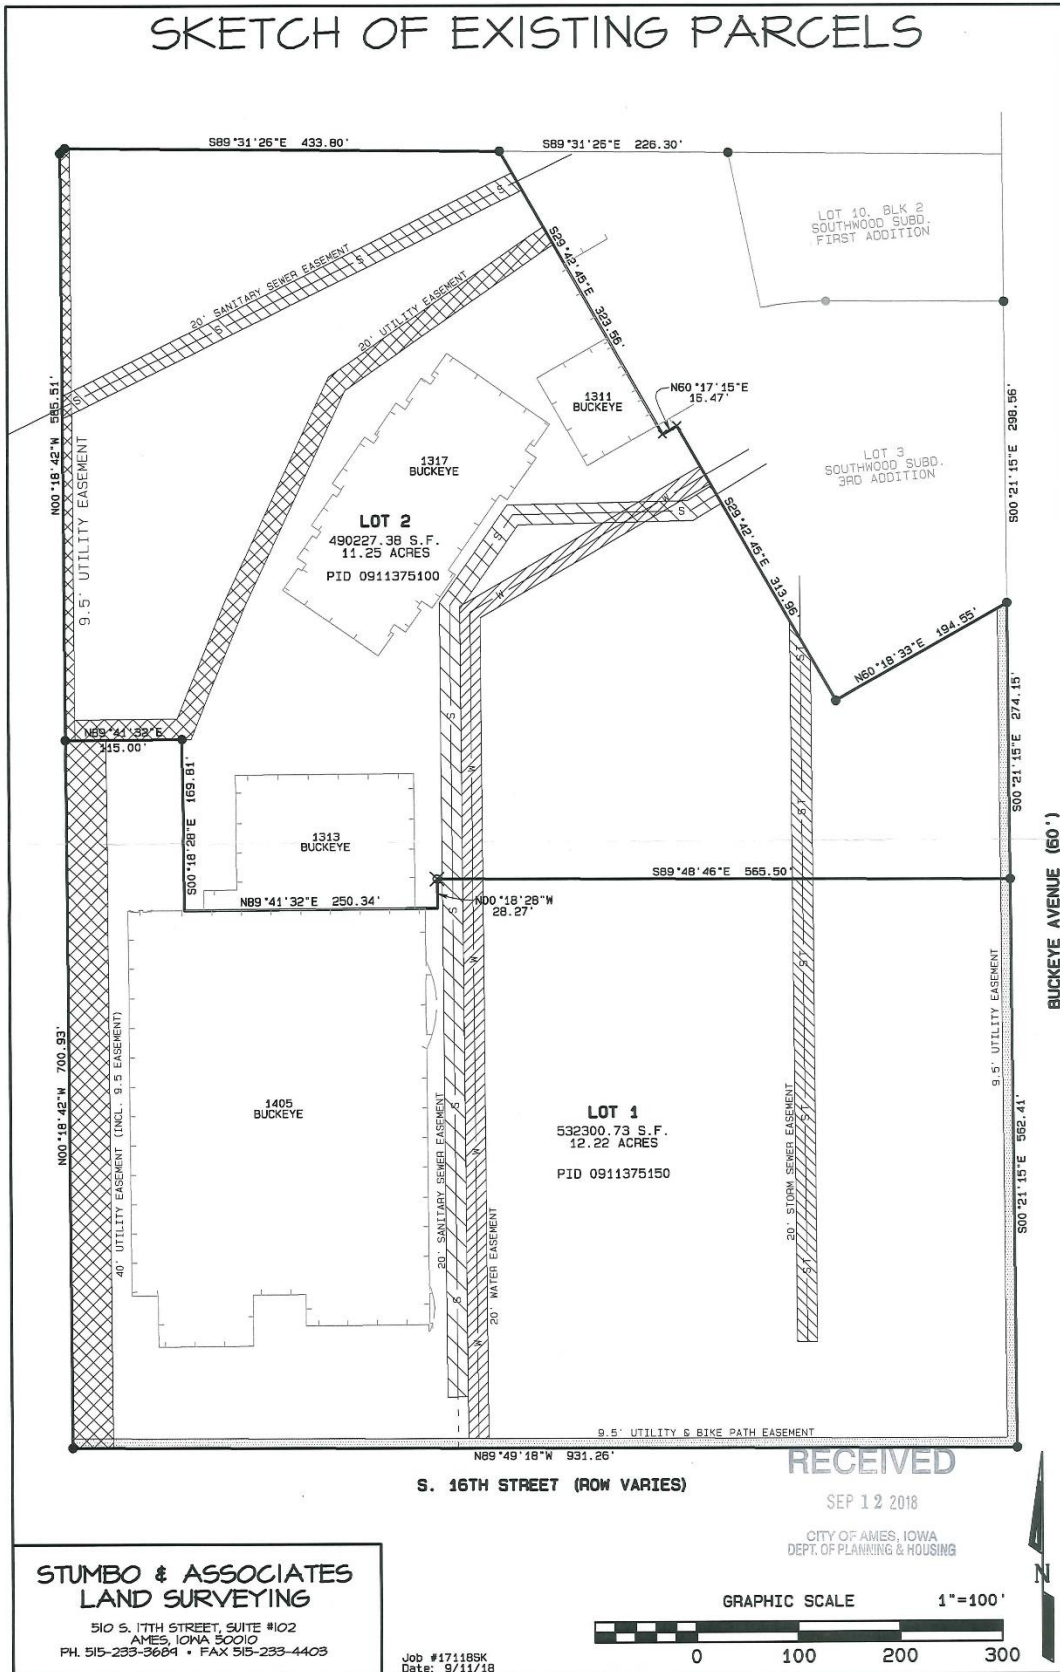 SKETCH OF EXISTING PARCELS
S89°31'26"E 433.80'
S89°31'25"E 226.30'
LOT 10, BLK 2
SOUTHWOOD SUBD.
FIRST ADDITION
20' SANITARY SEWER EASEMENT
S
S
S
S
20' UTILITY EASEMENT
S29°42'45"E 323.56'
N00°18'42"W 585.51'
9.5' UTILITY EASEMENT
1311
BUCKEYE
N60°17'15"E
15.47'
S00°21'15"E 298.56'
LOT 3
SOUTHWOOD SUBD.
3RD ADDITION
1317
BUCKEYE
LOT 2
490227.38 S.F.
11.25 ACRES
PID 0911375100
W
S
S
W
S29°42'45"E 313.96'
N60°18'33"E 194.55'
ST
S00°21'15"E 274.15'
S
N89°41'32"E
115.00'
S00°18'28"E 169.81'
W
ST
1313
BUCKEYE
BUCKEYE AVENUE (60')
S89°48'46"E 565.50'
N89°41'32"E 250.34'
N00°18'28"W
28.27'
S
W
ST
9.5' UTILITY EASEMENT
N00°18'42"W 700.93'
40' UTILITY EASEMENT (INCL. 9.5 EASEMENT)
1405
BUCKEYE
S
20' SANITARY SEWER EASEMENT
W
20' WATER EASEMENT
LOT 1
532300.73 S.F.
12.22 ACRES
PID 0911375150
20' STORM SEWER EASEMENT
ST
S00°21'15"E 562.41'
ST
S
W
9.5' UTILITY & BIKE PATH EASEMENT
N89°49'18"W 931.26'
S. 16TH STREET (ROW VARIES)
RECEIVED
SEP 12 2018
CITY OF AMES, IOWA
DEPT. OF PLANNING & HOUSING
N
STUMBO & ASSOCIATES
LAND SURVEYING
510 S. 17TH STREET, SUITE #102
AMES, IOWA 50010
PH. 515-233-3689 • FAX 515-233-4403
Job #17118SK
Date: 9/11/18
GRAPHIC SCALE 1"=100'
0 100 200 300